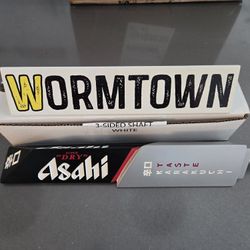 WORMTOWN
3-SIDED SHAFT
WHITE
辛口
SUPER
"DRY"
Asahi
辛口
TASTE
KARAKUCHI